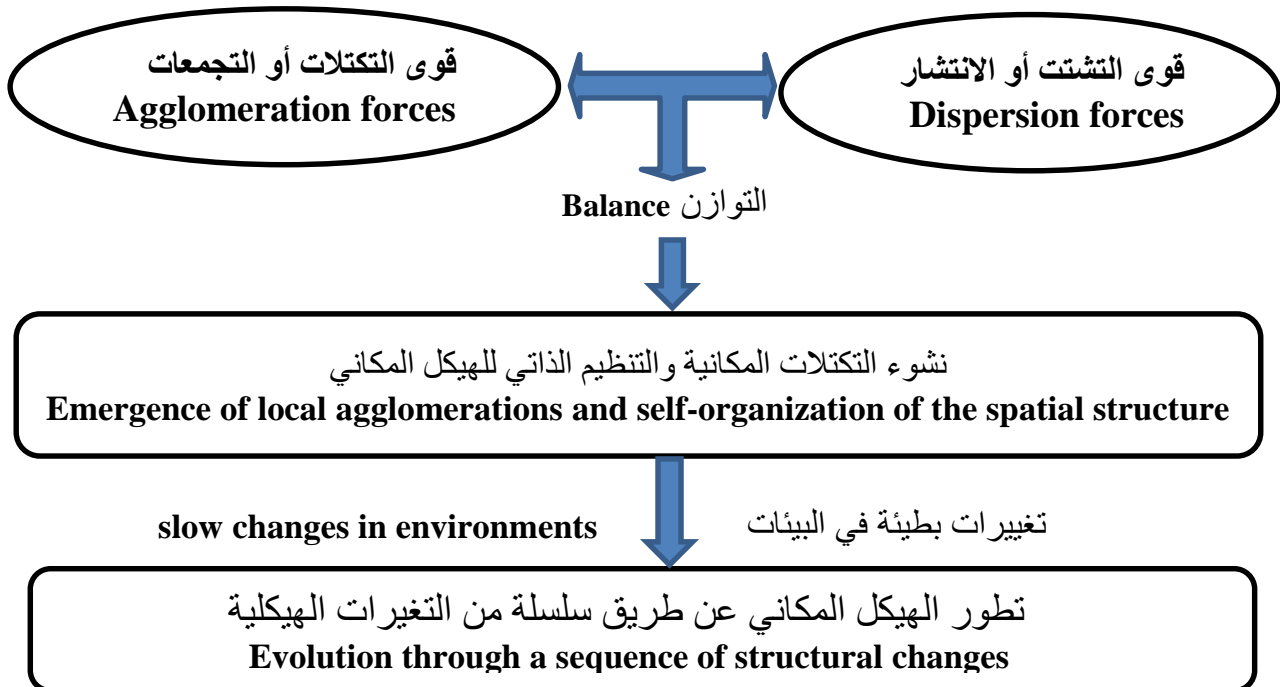 قوى التكتلات أو التجمعات
Agglomeration forces
قوى التشتت أو الانتشار
Dispersion forces
التوازن Balance
نشوء التكتلات المكانية والتنظيم الذاتي للهيكل المكاني
Emergence of local agglomerations and self-organization of the spatial structure
slow changes in environments
تغييرات بطيئة في البيئات
تطور الهيكل المكاني عن طريق سلسلة من التغيرات الهيكلية
Evolution through a sequence of structural changes